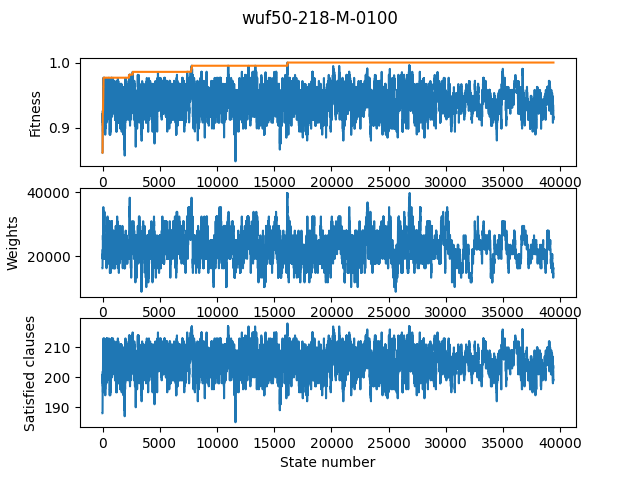 wuf50-218-M-0100
1.0
0.9
Fitness
0 5000 10000 15000 20000 25000 30000 35000 40000
40000
20000
Weights
0 5000 10000 15000 20000 25000 30000 35000 40000
210
200
190
Satisfied clauses
0 5000 10000 15000 20000 25000 30000 35000 40000
State number